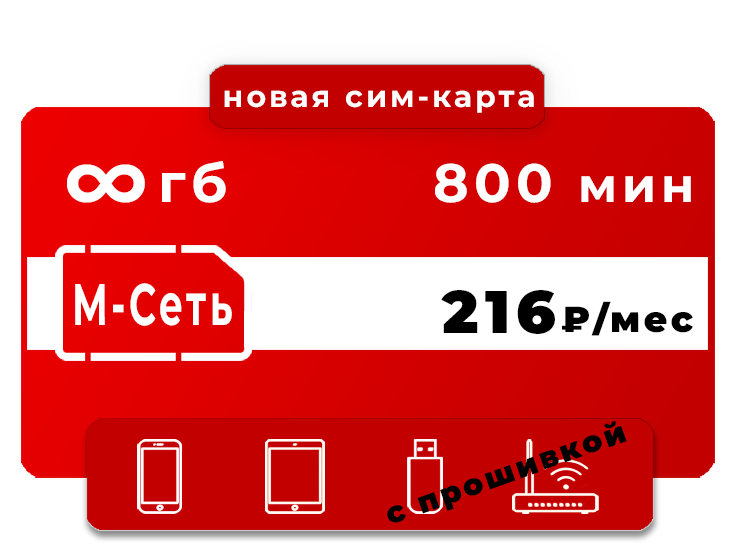 новая сим-карта
∞ гб
800 мин
М-Сеть
216₽/мес
с прошивкой